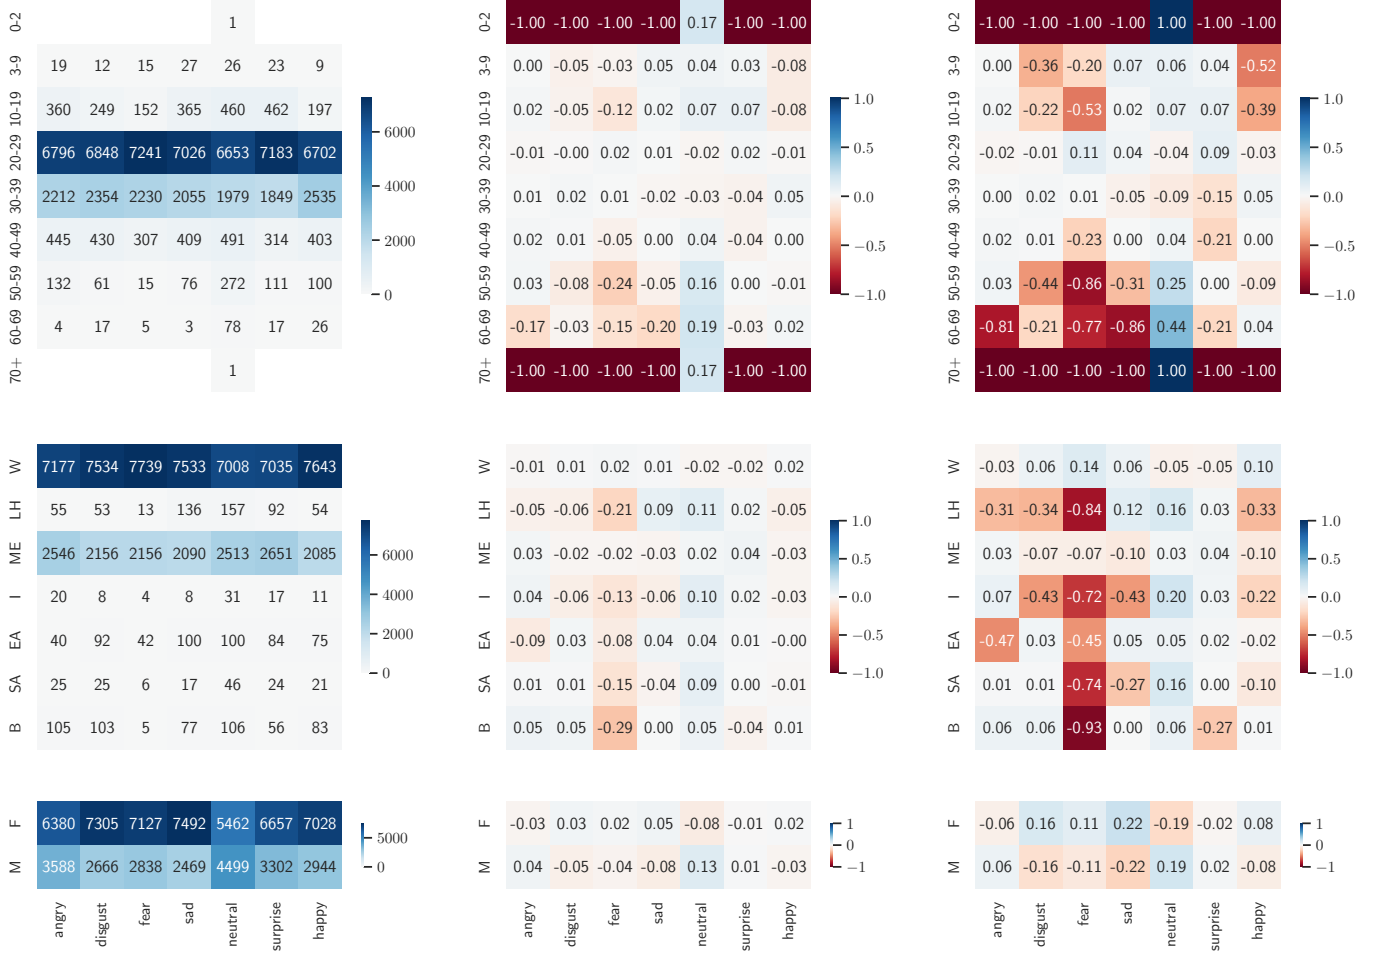 0-2 1 -1.00 -1.00 -1.00 -1.00 0.17 -1.00 -1.00 0-2 -1.00 -1.00 -1.00 -1.00 1.00 -1.00 -1.00 0-2
3-9 19 12 15 27 26 23 9 3-9 0.00 -0.05 -0.03 0.05 0.04 0.03 -0.08 3-9 0.00 -0.36 -0.20 0.07 0.06 0.04 -0.52
10-19 360 249 152 365 460 462 197 10-19 0.02 -0.05 -0.12 0.02 0.07 0.07 -0.08 1.0 10-19 0.02 -0.22 -0.53 0.02 0.07 0.07 -0.39 1.0
20-29 6796 6848 7241 7026 6653 7183 6702 6000 20-29 -0.01 -0.00 0.02 0.01 -0.02 0.02 -0.01 0.5 20-29 -0.02 -0.01 0.11 0.04 -0.04 0.09 -0.03 0.5
30-39 2212 2354 2230 2055 1979 1849 2535 4000 30-39 0.01 0.02 0.01 -0.02 -0.03 -0.04 0.05 0.0 30-39 0.00 0.02 0.01 -0.05 -0.09 -0.15 0.05 0.0
40-49 445 430 307 409 491 314 403 2000 40-49 0.02 0.01 -0.05 0.00 0.04 -0.04 0.00 −0.5 40-49 0.02 0.01 -0.23 0.00 0.04 -0.21 0.00 −0.5
50-59 132 61 15 76 272 111 100 0 50-59 0.03 -0.08 -0.24 -0.05 0.16 0.00 -0.01 −1.0 50-59 0.03 -0.44 -0.86 -0.31 0.25 0.00 -0.09 −1.0
60-69 4 17 5 3 78 17 26 60-69 -0.17 -0.03 -0.15 -0.20 0.19 -0.03 0.02 60-69 -0.81 -0.21 -0.77 -0.86 0.44 -0.21 0.04
70+ 1 70+ -1.00 -1.00 -1.00 -1.00 0.17 -1.00 -1.00 70+ -1.00 -1.00 -1.00 -1.00 1.00 -1.00 -1.00
W 7177 7534 7739 7533 7008 7035 7643 W -0.01 0.01 0.02 0.01 -0.02 -0.02 0.02 W -0.03 0.06 0.14 0.06 -0.05 -0.05 0.10
LH 55 53 13 136 157 92 54 LH -0.05 -0.06 -0.21 0.09 0.11 0.02 -0.05 1.0 LH -0.31 -0.34 -0.84 0.12 0.16 0.03 -0.33 1.0
ME 2546 2156 2156 2090 2513 2651 2085 6000 ME 0.03 -0.02 -0.02 -0.03 0.02 0.04 -0.03 0.5 ME 0.03 -0.07 -0.07 -0.10 0.03 0.04 -0.10 0.5
I 20 8 4 8 31 17 11 4000 I 0.04 -0.06 -0.13 -0.06 0.10 0.02 -0.03 0.0 I 0.07 -0.43 -0.72 -0.43 0.20 0.03 -0.22 0.0
EA 40 92 42 100 100 84 75 2000 EA -0.09 0.03 -0.08 0.04 0.04 0.01 -0.00 −0.5 EA -0.47 0.03 -0.45 0.05 0.05 0.02 -0.02 −0.5
SA 25 25 6 17 46 24 21 0 SA 0.01 0.01 -0.15 -0.04 0.09 0.00 -0.01 −1.0 SA 0.01 0.01 -0.74 -0.27 0.16 0.00 -0.10 −1.0
B 105 103 5 77 106 56 83 B 0.05 0.05 -0.29 0.00 0.05 -0.04 0.01 B 0.06 0.06 -0.93 0.00 0.06 -0.27 0.01
F 6380 7305 7127 7492 5462 6657 7028 5000 F -0.03 0.03 0.02 0.05 -0.08 -0.01 0.02 1 0 F -0.06 0.16 0.11 0.22 -0.19 -0.02 0.08 1 0
M 3588 2666 2838 2469 4499 3302 2944 0 M 0.04 -0.05 -0.04 -0.08 0.13 0.01 -0.03 −1 M 0.06 -0.16 -0.11 -0.22 0.19 0.02 -0.08 −1
angry disgust fear sad neutral surprise happy angry disgust fear sad neutral surprise happy angry disgust fear sad neutral surprise happy